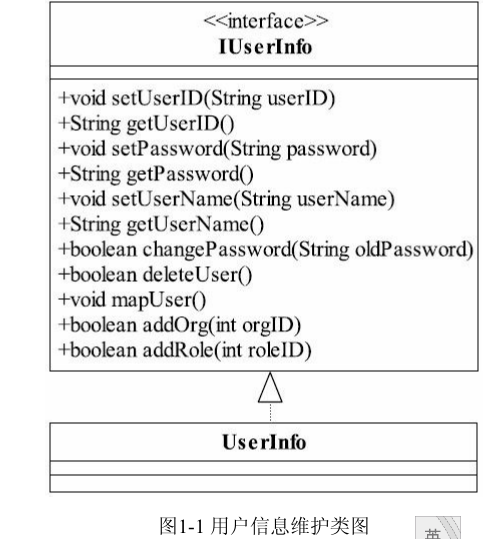 <<interface>>
IUserInfo
+void setUserID(String userID)
+String getUserID()
+void setPassword(String password)
+String getPassword()
+void setUserName(String userName)
+String getUserName()
+boolean changePassword(String oldPassword)
+boolean deleteUser()
+void mapUser()
+boolean addOrg(int orgID)
+boolean addRole(int roleID)
UserInfo
图1-1 用户信息维护类图
英